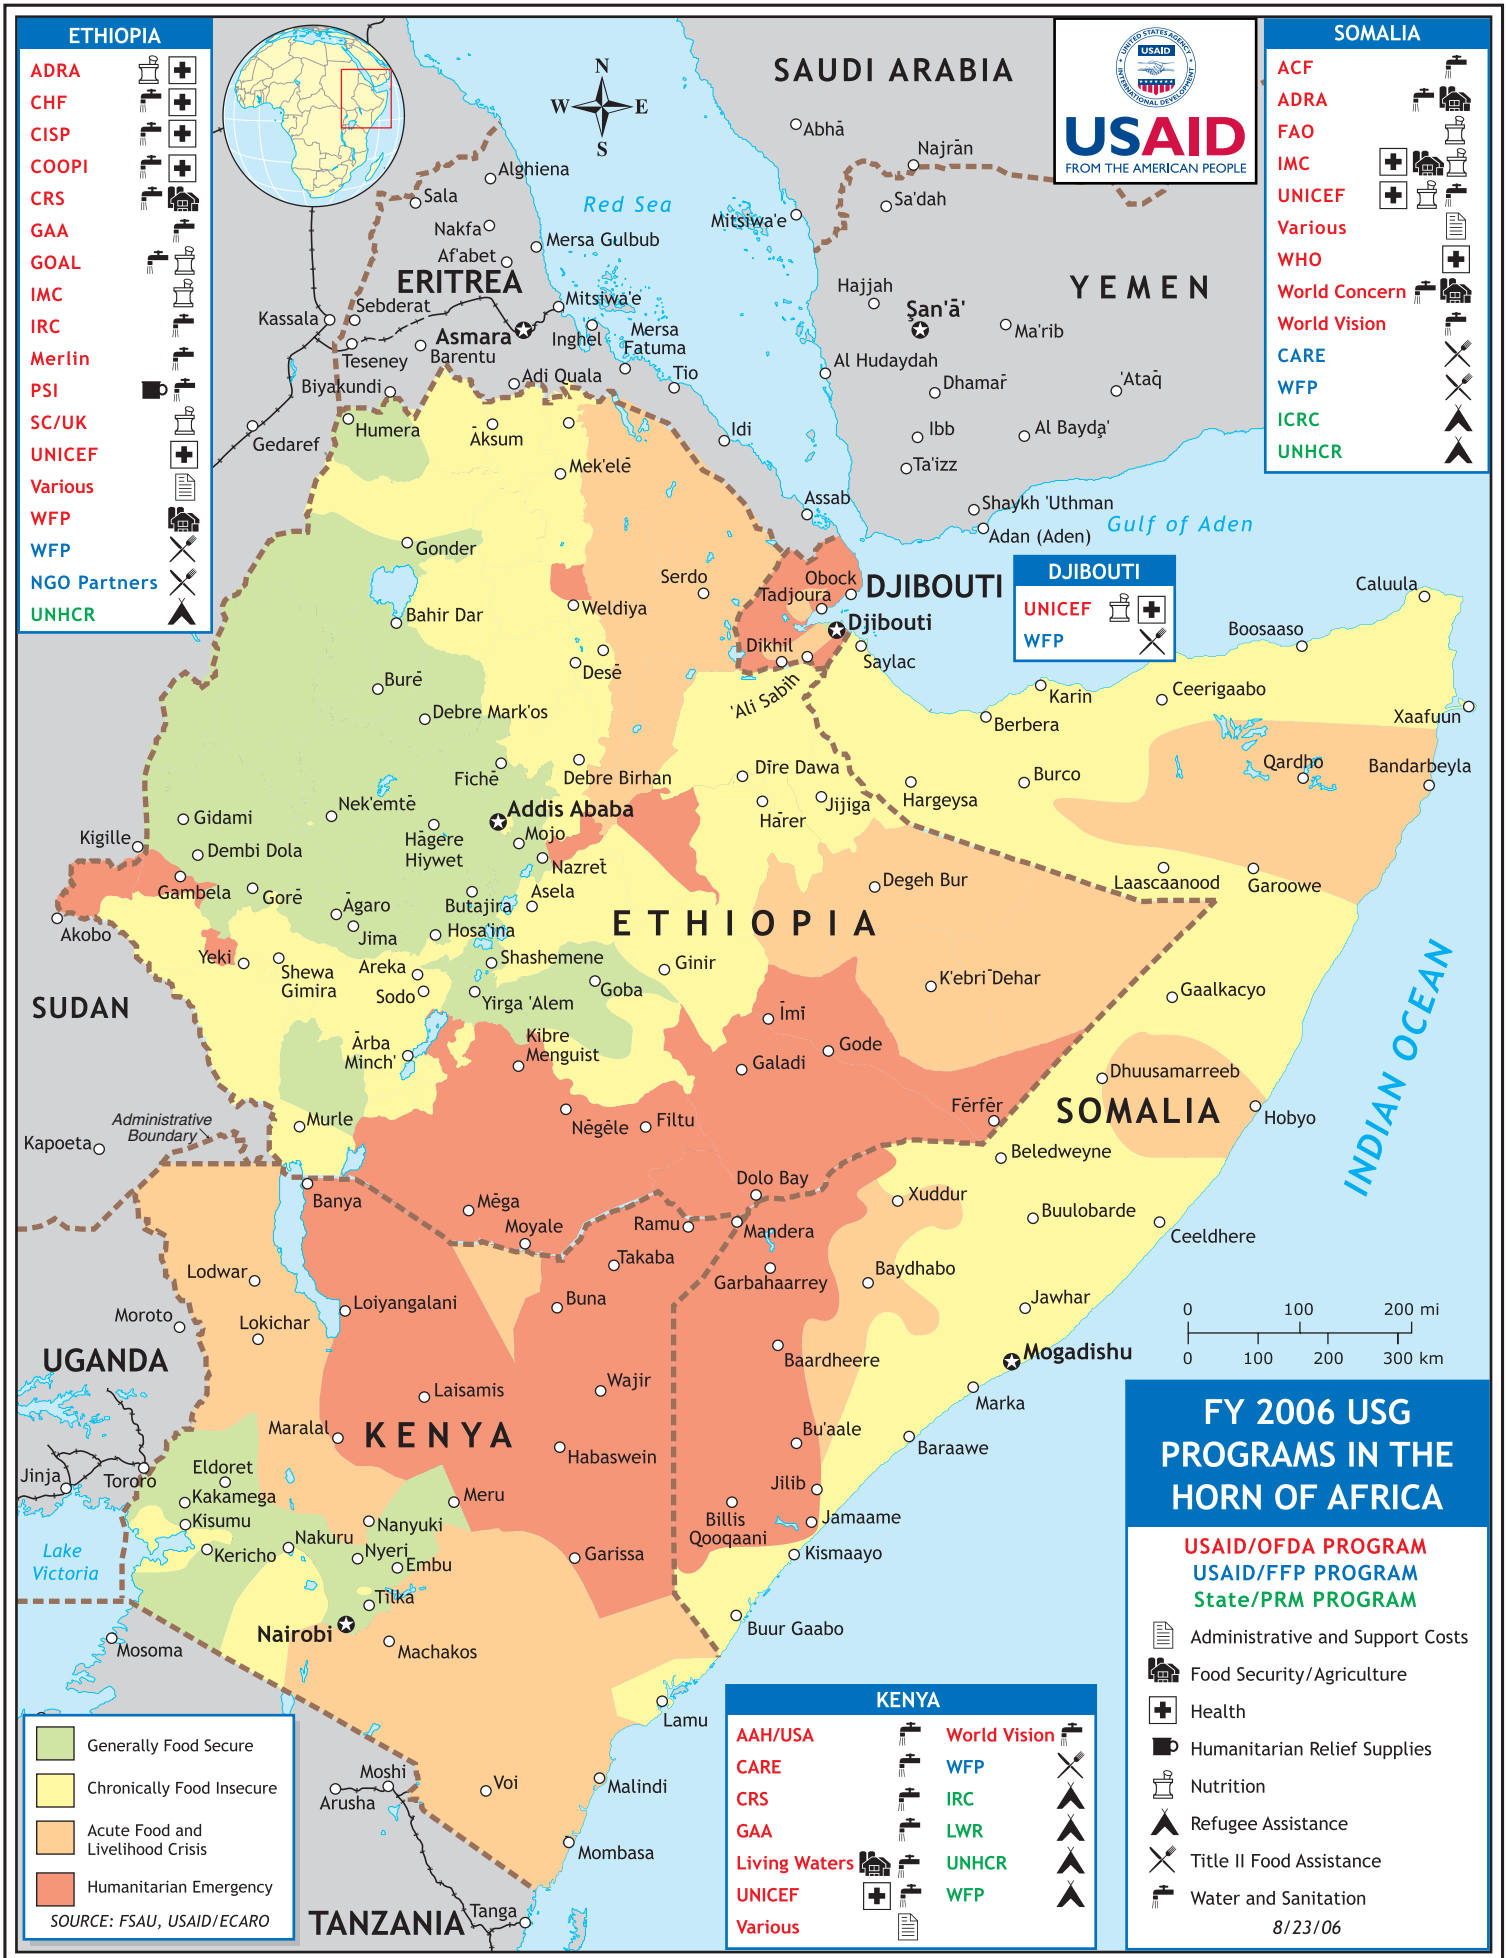 ETHIOPIA
ADRA
CHF
CISP
COOPI
CRS
GAA
GOAL
IMC
IRC
Merlin
PSI
SC/UK
UNICEF
Various
WFP
WFP
NGO Partners
UNHCR
N
W E
S
SAUDI ARABIA
UNITED STATES AGENCY
USAID
INTERNATIONAL DEVELOPMENT
USAID
FROM THE AMERICAN PEOPLE
SOMALIA
ACF
ADRA
FAO
IMC
UNICEF
Various
WHO
World Concern
World Vision
CARE
WFP
ICRC
UNHCR
Abhā
Najrān
Alghiena
Sala
Red Sea
Sa'dah
Mitsiwa'e
Nakfa
Mersa Gulbub
Af'abet
ERITREA
Hajjah
YEMEN
Sebderat
Mitsiwa'e
Kassala
Şan'ā'
Ma'rib
Asmara
Inghel
Mersa
Fatuma
Teseney
Barentu
Al Hudaydah
Biyakundi
Adi Quala
Tio
Dhamar̄
'Ataq̄
Humera
Āksum
Idi
Ibb
Al Bayḑa'
Gedaref
Mek'elē
Ta'izz
Assab
Shaykh 'Uthman
Gulf of Aden
Adan (Aden)
Gonder
DJIBOUTI
UNICEF
WFP
Serdo
Obock
Tadjoura
DJIBOUTI
Caluula
Weldiya
Bahir Dar
Djibouti
Boosaaso
Dikhil
Saylac
Desē
Burē
'Ali Sabih
Karin
Ceerigaabo
Debre Mark'os
Berbera
Xaafuun
Fichē
Debre Birhan
Dīre Dawa
Burco
Qardho
Bandarbeyla
Nek'emtē
Addis Ababa
Hārer
Jijiga
Hargeysa
Gidami
Kigille
Hāgere
Hiywet
Mojo
Dembi Dola
Nazret̄
Gambela
Gorē
Asela
Degeh Bur
Laascaanood
Garoowe
Āgaro
Butajira
Akobo
Jima
Hosa'ina
ETHIOPIA
Yeki
Shewa
Gimira
Areka
Shashemene
Ginir
SUDAN
Sodo
Yirga 'Alem
Goba
K'ebri Dehar
Gaalkacyo
INDIAN OCEAN
Īmī
Ārba
Minch'
Kibre
Menguist
Galadi
Gode
Dhuusamarreeb
Administrative
Boundary
Murle
Nēgēle
Filtu
Fērfēr
SOMALIA
Hobyo
Kapoeta
Beledweyne
Dolo Bay
Banya
Mēga
Xuddur
Moyale
Ramu
Mandera
Buulobarde
Ceeldhere
Takaba
Lodwar
Garbahaarrey
Baydhabo
Loiyangalani
Buna
Jawhar
Moroto
Lokichar
0 100 200 mi
0 100 200 300 km
UGANDA
Baardheere
Mogadishu
Laisamis
Wajir
Marka
Maralal
KENYA
Bu'aale
Baraawe
Habaswein
Jinja
Tororo
Eldoret
Kakamega
Meru
Jilib
Kisumu
Nanyuki
Billis
Qooqaani
Jamaame
Lake
Victoria
Kericho
Nakuru
Nyeri
Embu
Garissa
Kismaayo
Tilka
Nairobi
Buur Gaabo
Mosoma
Machakos
Lamu
FY 2006 USG
PROGRAMS IN THE
HORN OF AFRICA
USAID/OFDA PROGRAM
USAID/FFP PROGRAM
State/PRM PROGRAM
Administrative and Support Costs
Food Security/Agriculture
Health
Humanitarian Relief Supplies
Nutrition
Refugee Assistance
Title II Food Assistance
Water and Sanitation
8/23/06
KENYA
AAH/USA
CARE
CRS
GAA
Living Waters
UNICEF
Various
World Vision
WFP
IRC
LWR
UNHCR
WFP
Generally Food Secure
Chronically Food Insecure
Acute Food and
Livelihood Crisis
Humanitarian Emergency
SOURCE: FSAU, USAID/ECARO
Moshi
Arusha
Voi
Malindi
Mombasa
TANZANIA
Tanga